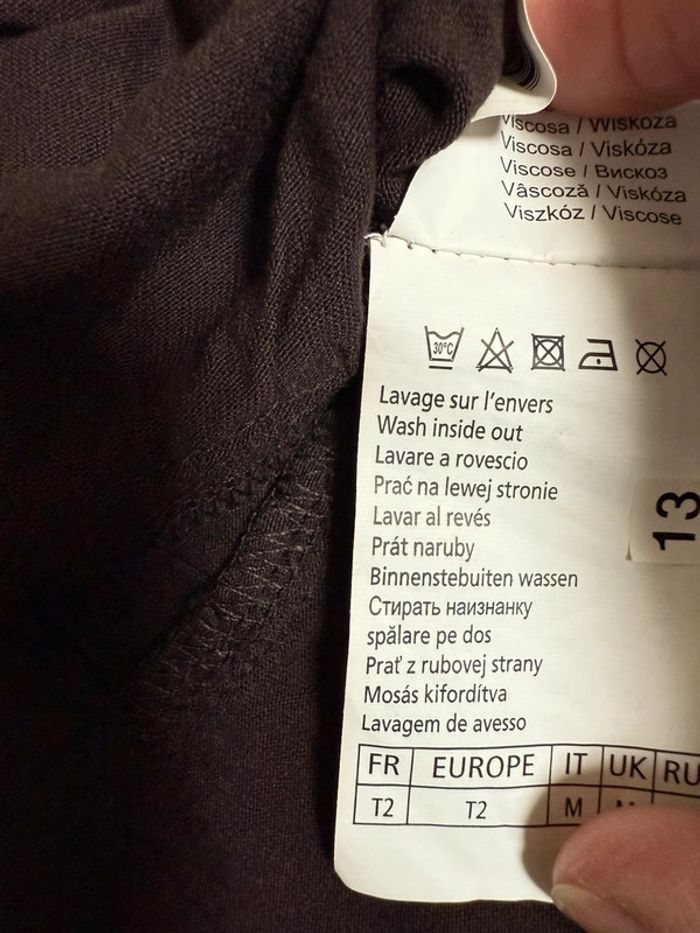 Viscosa / Wiskoza
Viscosa / Viskóza
Viscose / Вискоз
Vâscoză / Viskóza
Viszkóz / Viscose
30°C
Lavage sur l'envers
Wash inside out
Lavare a rovescio
Prać na lewej stronie
Lavar al revés
Prát naruby
Binnenstebuiten wassen
Стирать наизнанку
spălare pe dos
Prať z rubovej strany
Mosás kifordítva
Lavagem de avesso
13
FR EUROPE IT UK RU
T2 T2 M